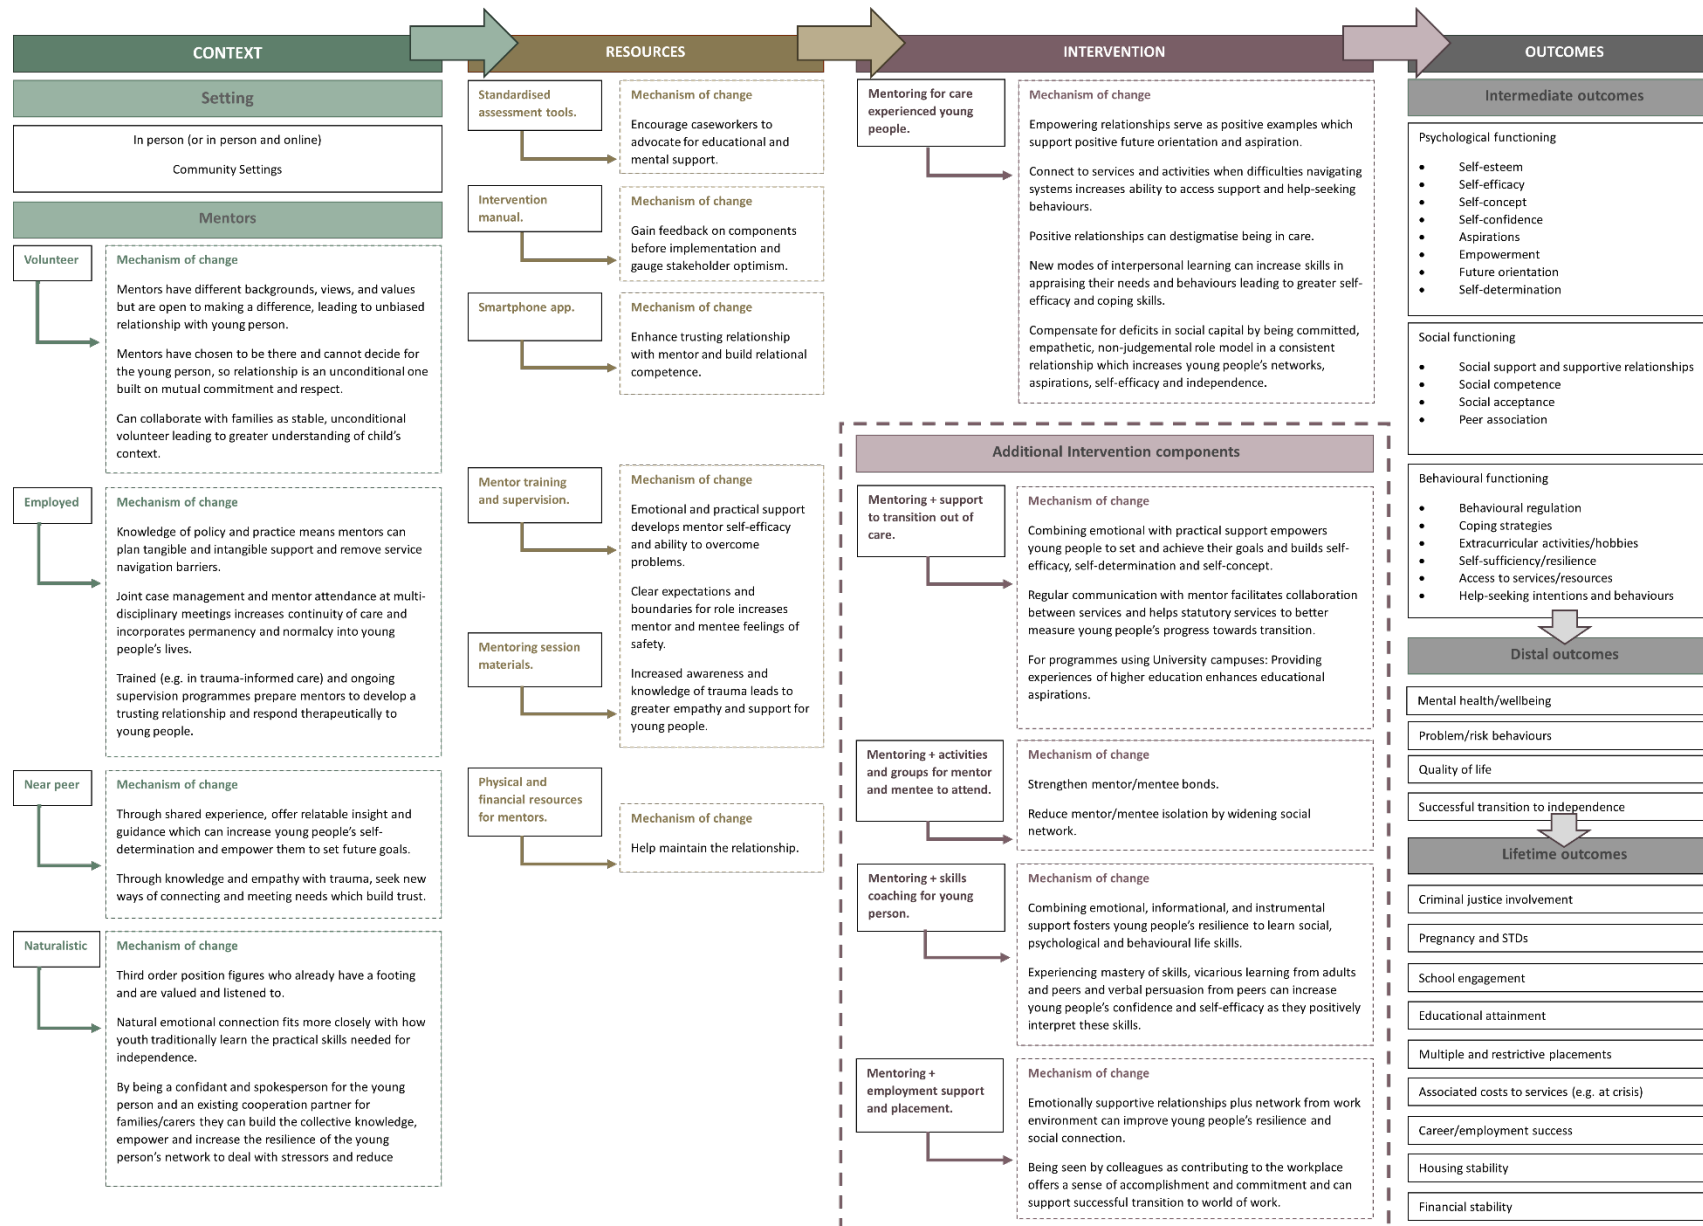 CONTEXT
Setting
In person (or in person and online)
Community Settings
Mentors
Volunteer
Mechanism of change
Mentors have different backgrounds, views, and values
but are open to making a difference, leading to unbiased
relationship with young person.
Mentors have chosen to be there and cannot decide for
the young person, so relationship is an unconditional one
built on mutual commitment and respect.
Can collaborate with families as stable, unconditional
volunteer leading to greater understanding of child's
context.
Employed
Mechanism of change
Knowledge of policy and practice means mentors can
plan tangible and intangible support and remove service
navigation barriers.
Joint case management and mentor attendance at multi-
disciplinary meetings increases continuity of care and
incorporates permanency and normalcy into young
people's lives.
Trained (e.g. in trauma-informed care) and ongoing
supervision programmes prepare mentors to develop a
trusting relationship and respond therapeutically to
young people.
Near peer
Mechanism of change
Through shared experience, offer relatable insight and
guidance which can increase young people's self-
determination and empower them to set future goals.
Through knowledge and empathy with trauma, seek new
ways of connecting and meeting needs which build trust.
Naturalistic
Mechanism of change
Third order position figures who already have a footing
and are valued and listened to.
Natural emotional connection fits more closely with how
youth traditionally learn the practical skills needed for
independence.
By being a confidant and spokesperson for the young
person and an existing cooperation partner for
families/carers they can build the collective knowledge,
empower and increase the resilience of the young
person's network to deal with stressors and reduce
RESOURCES
Standardised
assessment tools.
Mechanism of change
Encourage caseworkers to
advocate for educational and
mental support.
Intervention
manual.
Mechanism of change
Gain feedback on components
before implementation and
gauge stakeholder optimism.
Smartphone app.
Mechanism of change
Enhance trusting relationship
with mentor and build relational
competence.
Mentor training
and supervision.
Mentoring session
materials.
Mechanism of change
Emotional and practical support
develops mentor self-efficacy
and ability to overcome
problems.
Clear expectations and
boundaries for role increases
mentor and mentee feelings of
safety.
Increased awareness and
knowledge of trauma leads to
greater empathy and support for
young people.
Physical and
financial resources
for mentors.
Mechanism of change
Help maintain the relationship.
INTERVENTION
Mentoring for care
experienced young
people.
Mechanism of change
Empowering relationships serve as positive examples which
support positive future orientation and aspiration.
Connect to services and activities when difficulties navigating
systems increases ability to access support and help-seeking
behaviours.
Positive relationships can destigmatise being in care.
New modes of interpersonal learning can increase skills in
appraising their needs and behaviours leading to greater self-
efficacy and coping skills.
Compensate for deficits in social capital by being committed,
empathetic, non-judgemental role model in a consistent
relationship which increases young people's networks,
aspirations, self-efficacy and independence.
Additional Intervention components
Mentoring + support
to transition out of
care.
Mechanism of change
Combining emotional with practical support empowers
young people to set and achieve their goals and builds self-
efficacy, self-determination and self-concept.
Regular communication with mentor facilitates collaboration
between services and helps statutory services to better
measure young people's progress towards transition.
For programmes using University campuses: Providing
experiences of higher education enhances educational
aspirations.
Mentoring + activities
and groups for mentor
and mentee to attend.
Mechanism of change
Strengthen mentor/mentee bonds.
Reduce mentor/mentee isolation by widening social
network.
Mentoring + skills
coaching for young
person.
Mechanism of change
Combining emotional, informational, and instrumental
support fosters young people's resilience to learn social,
psychological and behavioural life skills.
Experiencing mastery of skills, vicarious learning from adults
and peers and verbal persuasion from peers can increase
young people's confidence and self-efficacy as they positively
interpret these skills.
Mentoring +
employment support
and placement.
Mechanism of change
Emotionally supportive relationships plus network from work
environment can improve young people's resilience and
social connection.
Being seen by colleagues as contributing to the workplace
offers a sense of accomplishment and commitment and can
support successful transition to world of work.
OUTCOMES
Intermediate outcomes
Psychological functioning
• Self-esteem
• Self-efficacy
• Self-concept
• Self-confidence
• Aspirations
• Empowerment
• Future orientation
• Self-determination
Social functioning
• Social support and supportive relationships
• Social competence
• Social acceptance
• Peer association
Behavioural functioning
• Behavioural regulation
• Coping strategies
• Extracurricular activities/hobbies
• Self-sufficiency/resilience
• Access to services/resources
• Help-seeking intentions and behaviours
Distal outcomes
Mental health/wellbeing
Problem/risk behaviours
Quality of life
Successful transition to independence
Lifetime outcomes
Criminal justice involvement
Pregnancy and STDs
School engagement
Educational attainment
Multiple and restrictive placements
Associated costs to services (e.g. at crisis)
Career/employment success
Housing stability
Financial stability